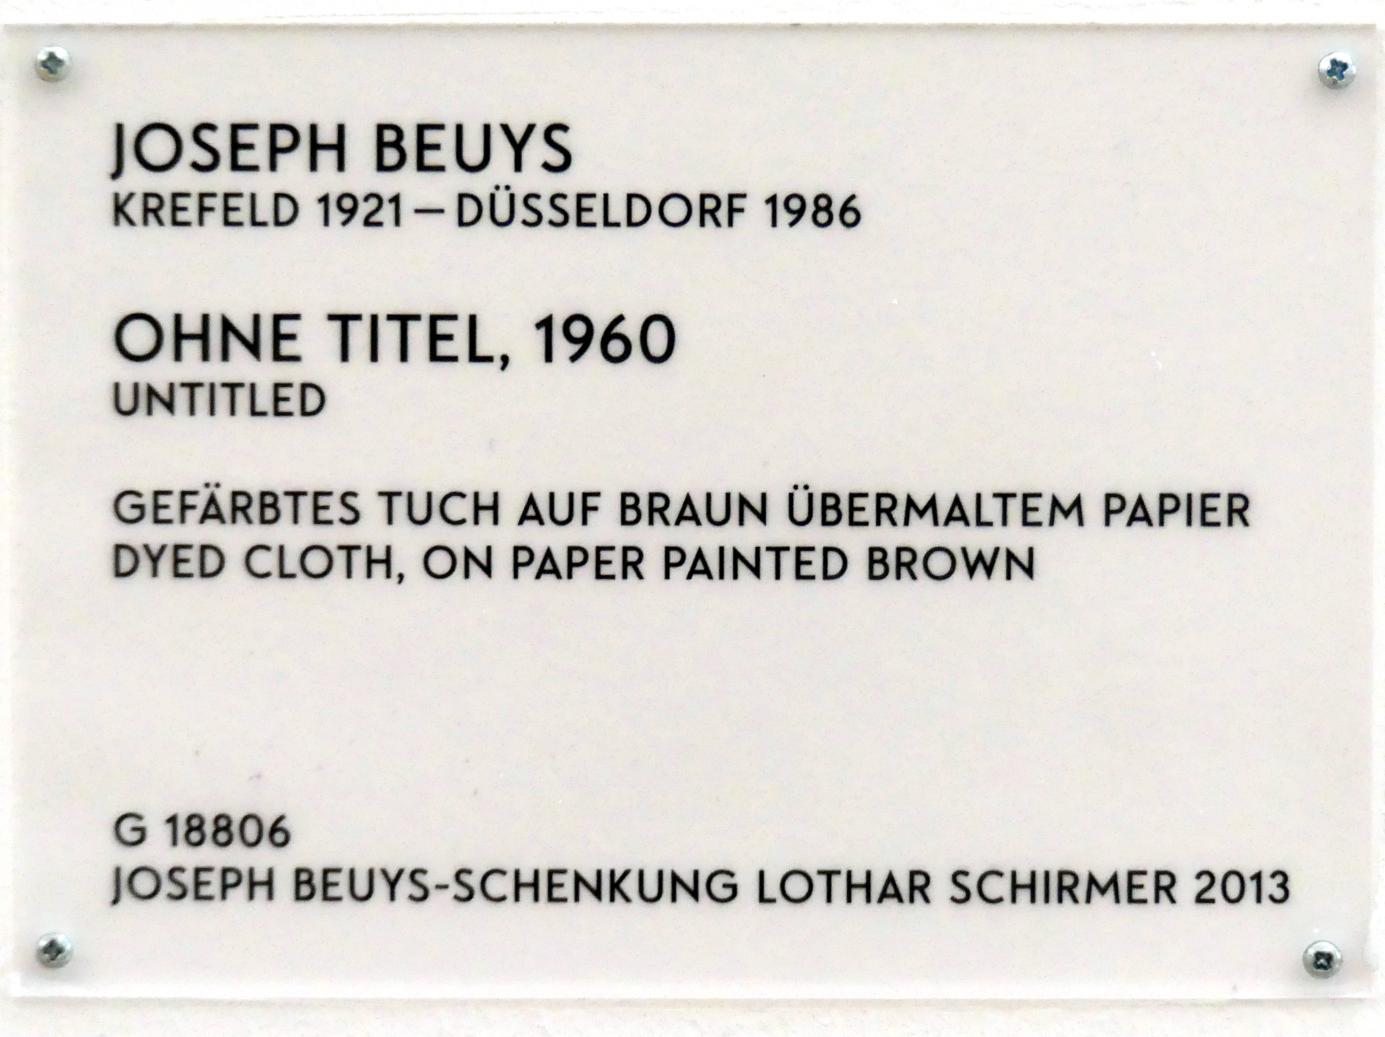 JOSEPH BEUYS
KREFELD 1921 – DÜSSELDORF 1986
OHNE TITEL, 1960
UNTITLED
GEFÄRBTES TUCH AUF BRAUN ÜBERMALTEM PAPIER
DYED CLOTH, ON PAPER PAINTED BROWN
G 18806
JOSEPH BEUYS-SCHENKUNG LOTHAR SCHIRMER 2013